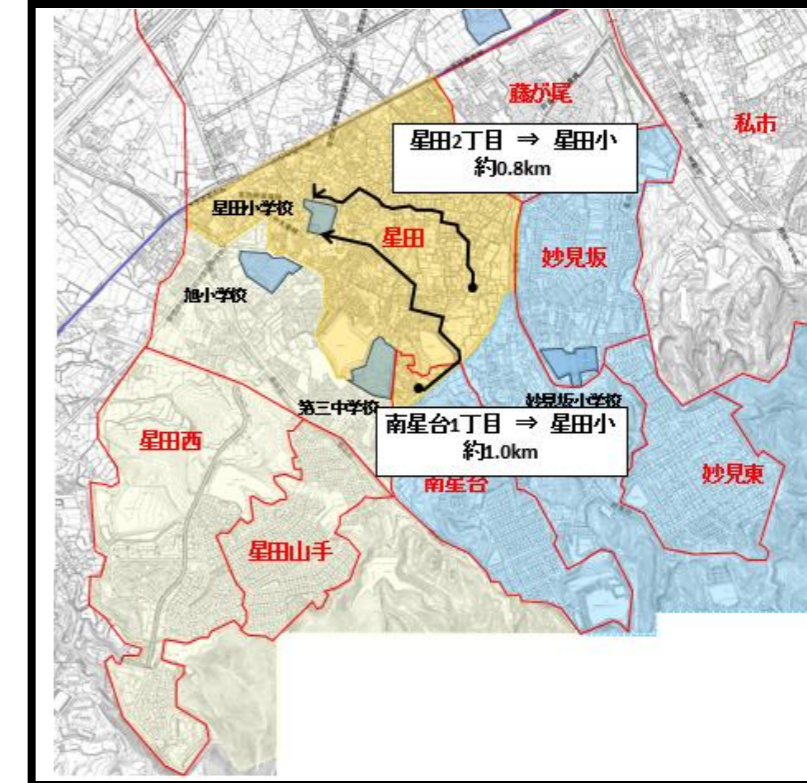 藤が尾
私市
星田2丁目 ⇒ 星田小
約0.8km
星田小学校
星田
妙見坂
旭小学校
第三中学校
妙見坂小学校
南星台1丁目 ⇒ 星田小
約1.0km
星田西
南星台
妙見東
星田山手